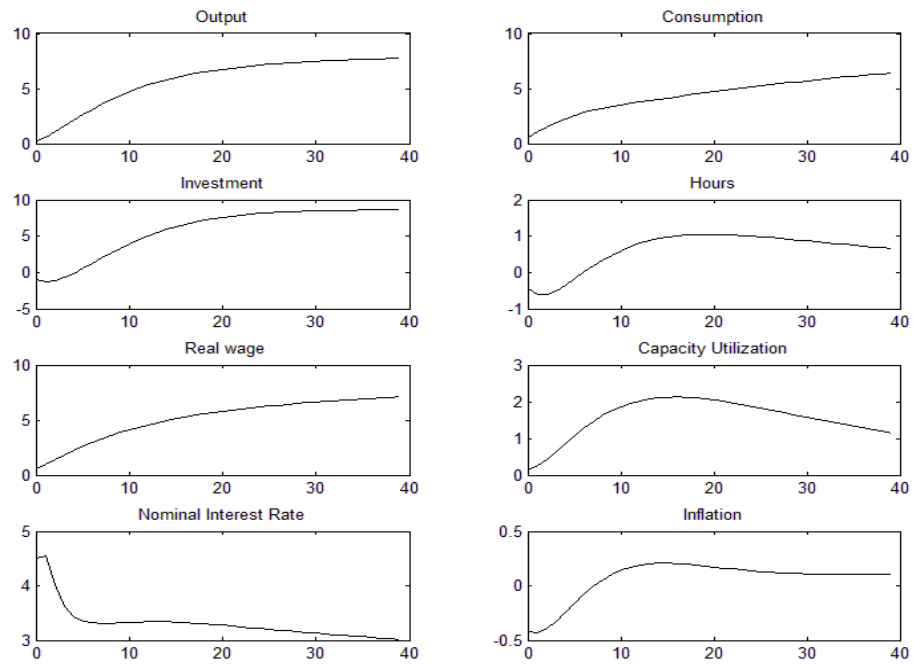 Output
10
5
0
0 10 20 30 40
Consumption
10
5
0
0 10 20 30 40
Investment
10
5
0
-5
0 10 20 30 40
Hours
2
1
0
-1
0 10 20 30 40
Real wage
10
5
0
0 10 20 30 40
Capacity Utilization
3
2
1
0
0 10 20 30 40
Nominal Interest Rate
5
4
3
0 10 20 30 40
Inflation
0.5
0
-0.5
0 10 20 30 40